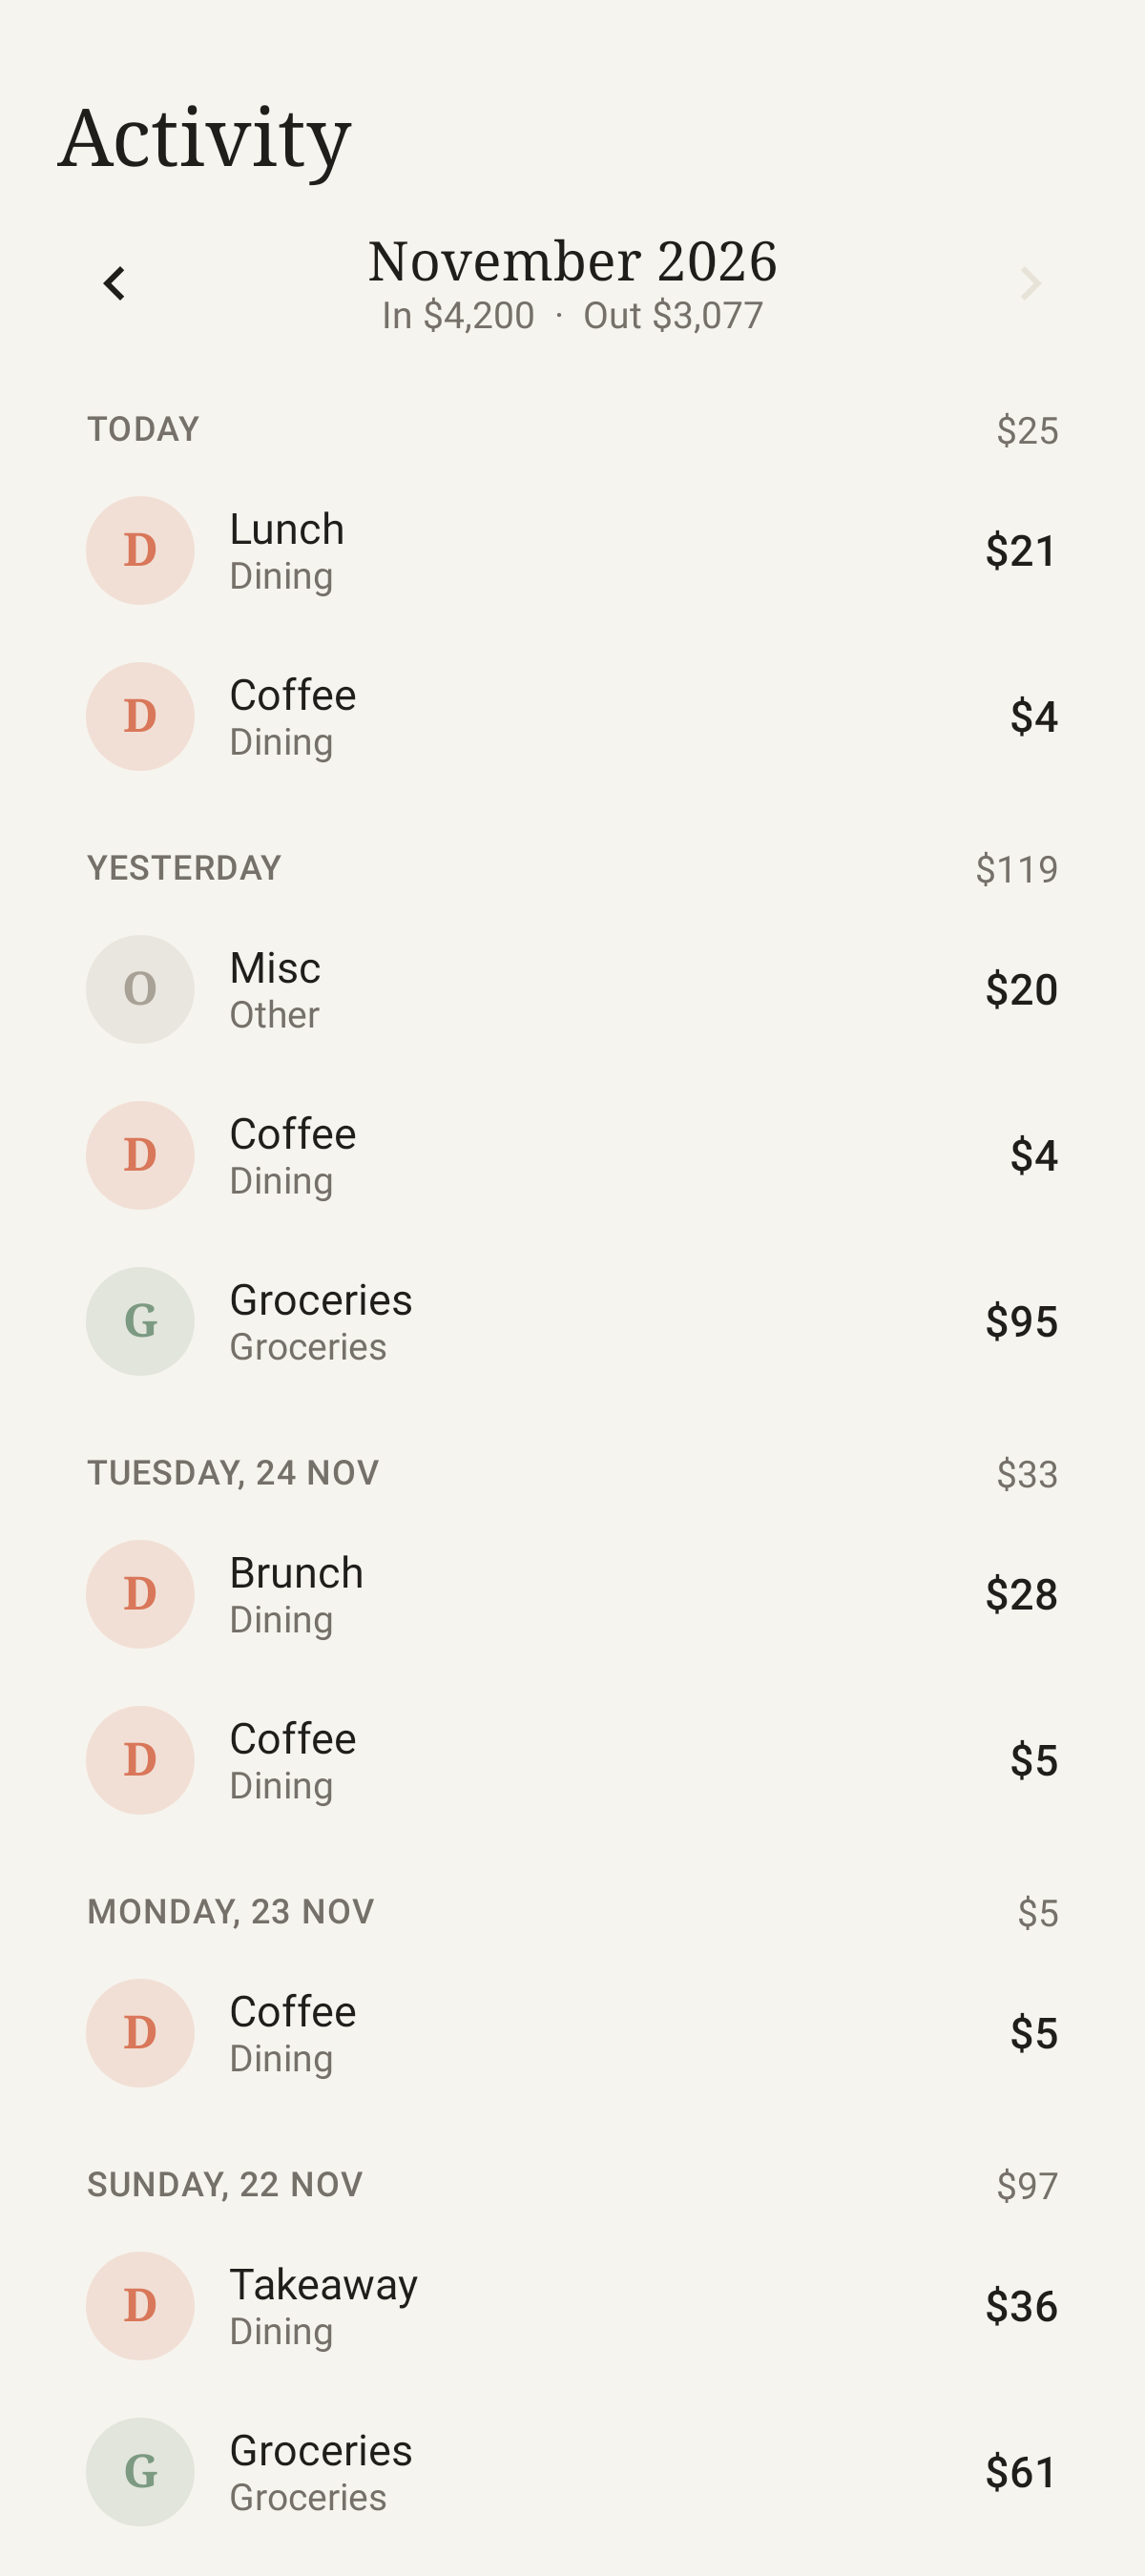 Activity
November 2026
In $4,200 · Out $3,077
TODAY $25
D Lunch $21
Dining
D Coffee $4
Dining
YESTERDAY $119
O Misc $20
Other
D Coffee $4
Dining
G Groceries $95
Groceries
TUESDAY, 24 NOV $33
D Brunch $28
Dining
D Coffee $5
Dining
MONDAY, 23 NOV $5
D Coffee $5
Dining
SUNDAY, 22 NOV $97
D Takeaway $36
Dining
G Groceries $61
Groceries